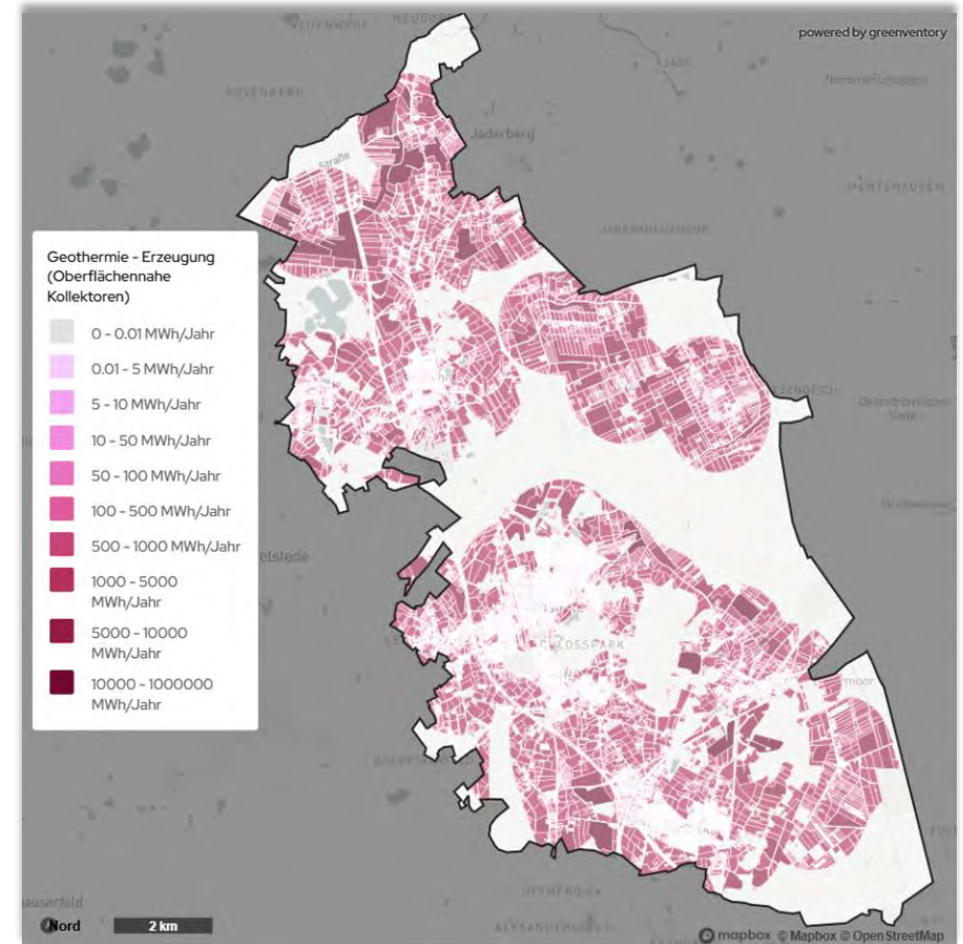 powered by greenventory
Jaderberg
Straße
Geothermie - Erzeugung
(Oberflächennahe
Kollektoren)
0 - 0.01 MWh/Jahr
0.01 - 5 MWh/Jahr
5 - 10 MWh/Jahr
10 - 50 MWh/Jahr
50 - 100 MWh/Jahr
100 - 500 MWh/Jahr
500 - 1000 MWh/Jahr
1000 - 5000
MWh/Jahr
5000 - 10000
MWh/Jahr
10000 - 1000000
MWh/Jahr
elstede
SCHLOSSPARK
moor
Nord
2 km
mapbox © Mapbox © OpenStreetMap